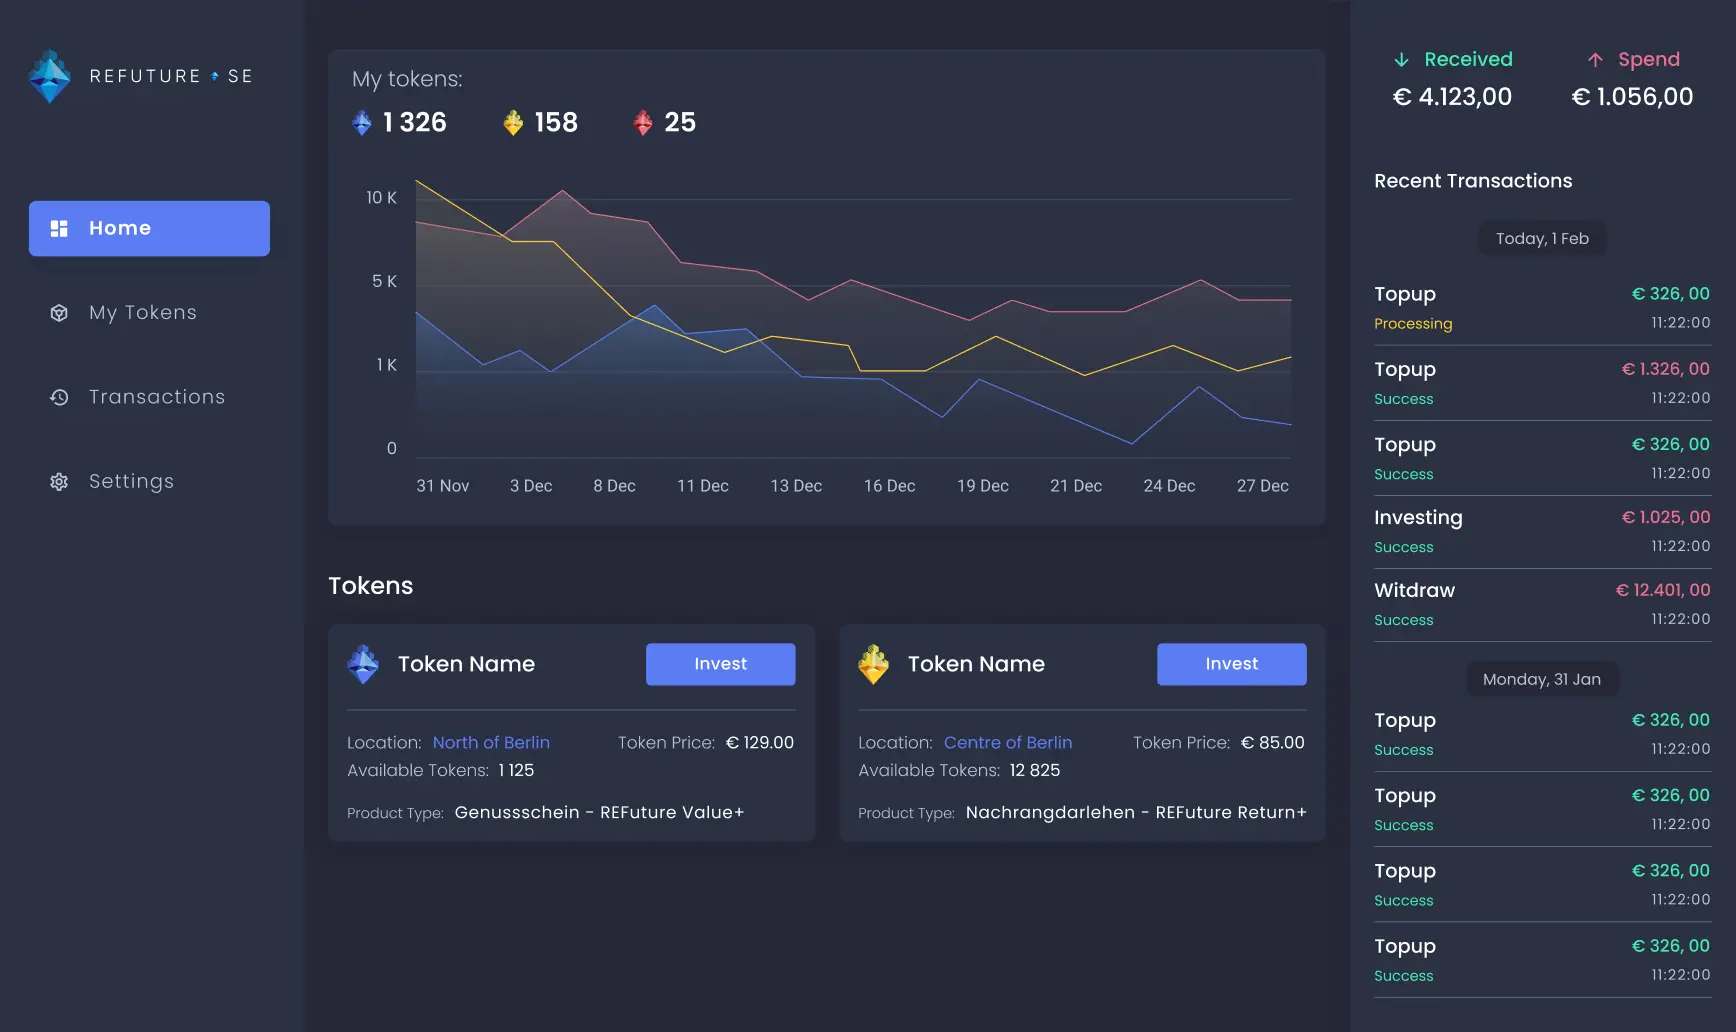 REFUTURE SE
Home
My Tokens
Transactions
Settings
My tokens:
1 326 158 25
10 K
5 K
1 K
0
31 Nov 3 Dec 8 Dec 11 Dec 13 Dec 16 Dec 19 Dec 21 Dec 24 Dec 27 Dec
Tokens
Token Name Invest
Location: North of Berlin Token Price: € 129.00
Available Tokens: 1 125
Product Type: Genussschein - REFuture Value+
Token Name Invest
Location: Centre of Berlin Token Price: € 85.00
Available Tokens: 12 825
Product Type: Nachrangdarlehen - REFuture Return+
↓ Received ↑ Spend
€ 4.123,00 € 1.056,00
Recent Transactions
Today, 1 Feb
Topup € 326, 00
Processing 11:22:00
Topup € 1.326, 00
Success 11:22:00
Topup € 326, 00
Success 11:22:00
Investing € 1.025, 00
Success 11:22:00
Witdraw € 12.401, 00
Success 11:22:00
Monday, 31 Jan
Topup € 326, 00
Success 11:22:00
Topup € 326, 00
Success 11:22:00
Topup € 326, 00
Success 11:22:00
Topup € 326, 00
Success 11:22:00